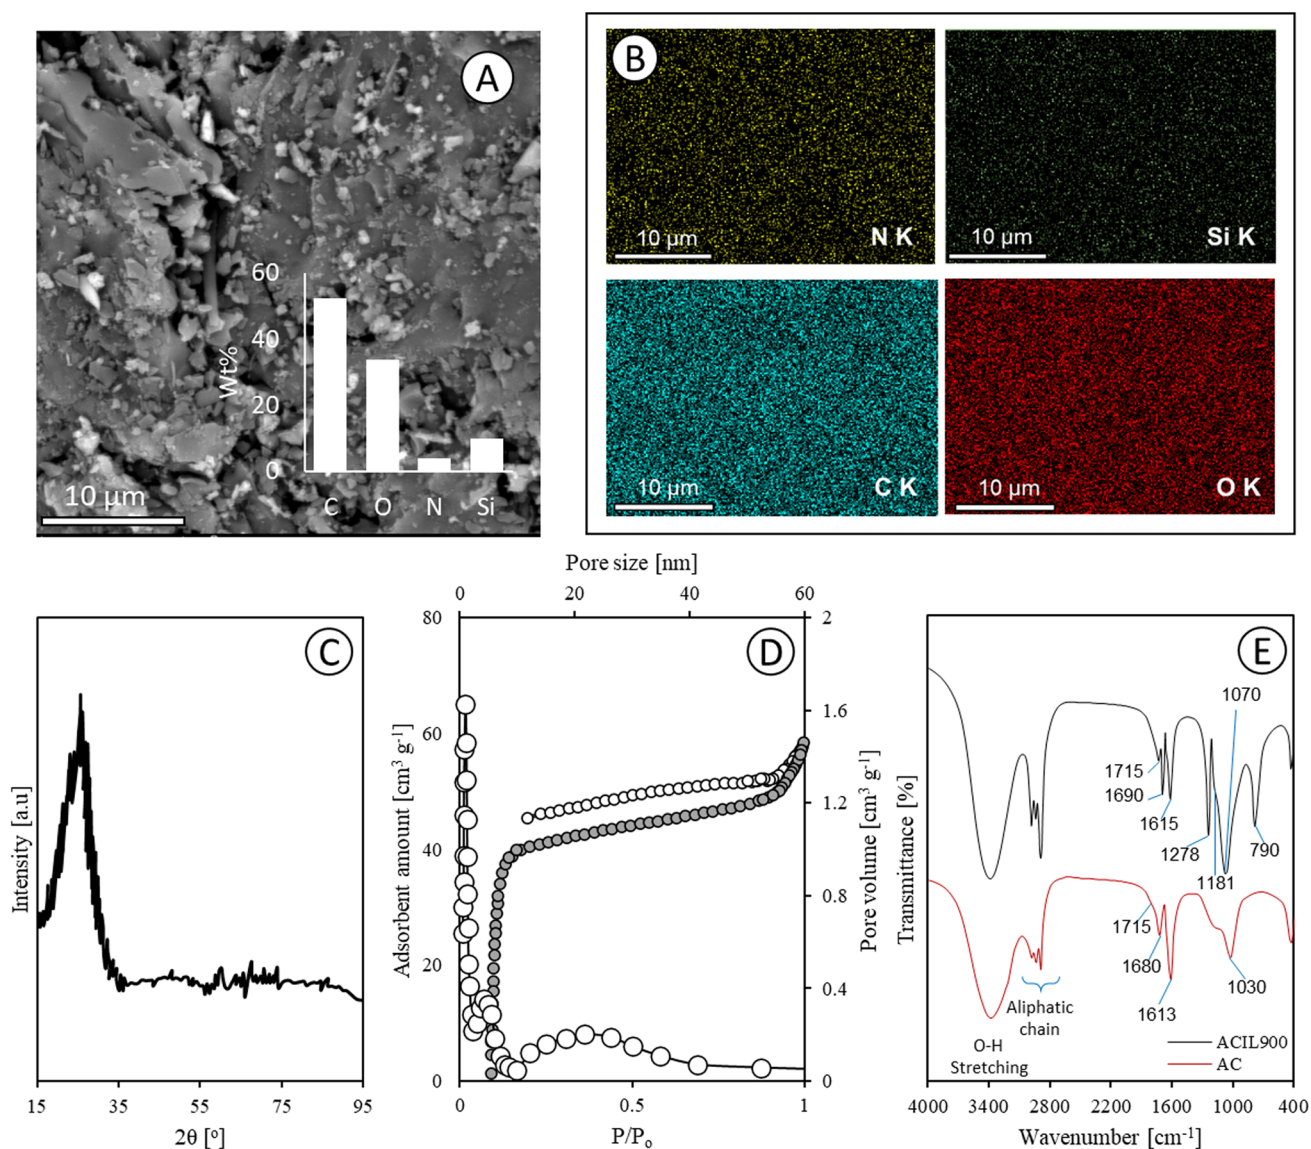 A
60
40
20
0
Wt%
C O N Si
10 µm
B
10 µm
N K
10 µm
Si K
10 µm
C K
10 µm
O K
C
Intensity [a.u]
15 35 55 75 95
2θ [°]
Pore size [nm]
0 20 40 60
D
80
60
40
20
0
Adsorbent amount [cm³ g⁻¹]
2
1.6
1.2
0.8
0.4
0
Pore volume [cm³ g⁻¹]
0 0.5 1
P/Pₒ
E
Transmittance [%]
1070
1715
1690
1615
1278
1181
790
1715
1680
1613
1030
Aliphatic
chain
O-H
Stretching
ACIL900
AC
4000 3400 2800 2200 1600 1000 400
Wavenumber [cm⁻¹]